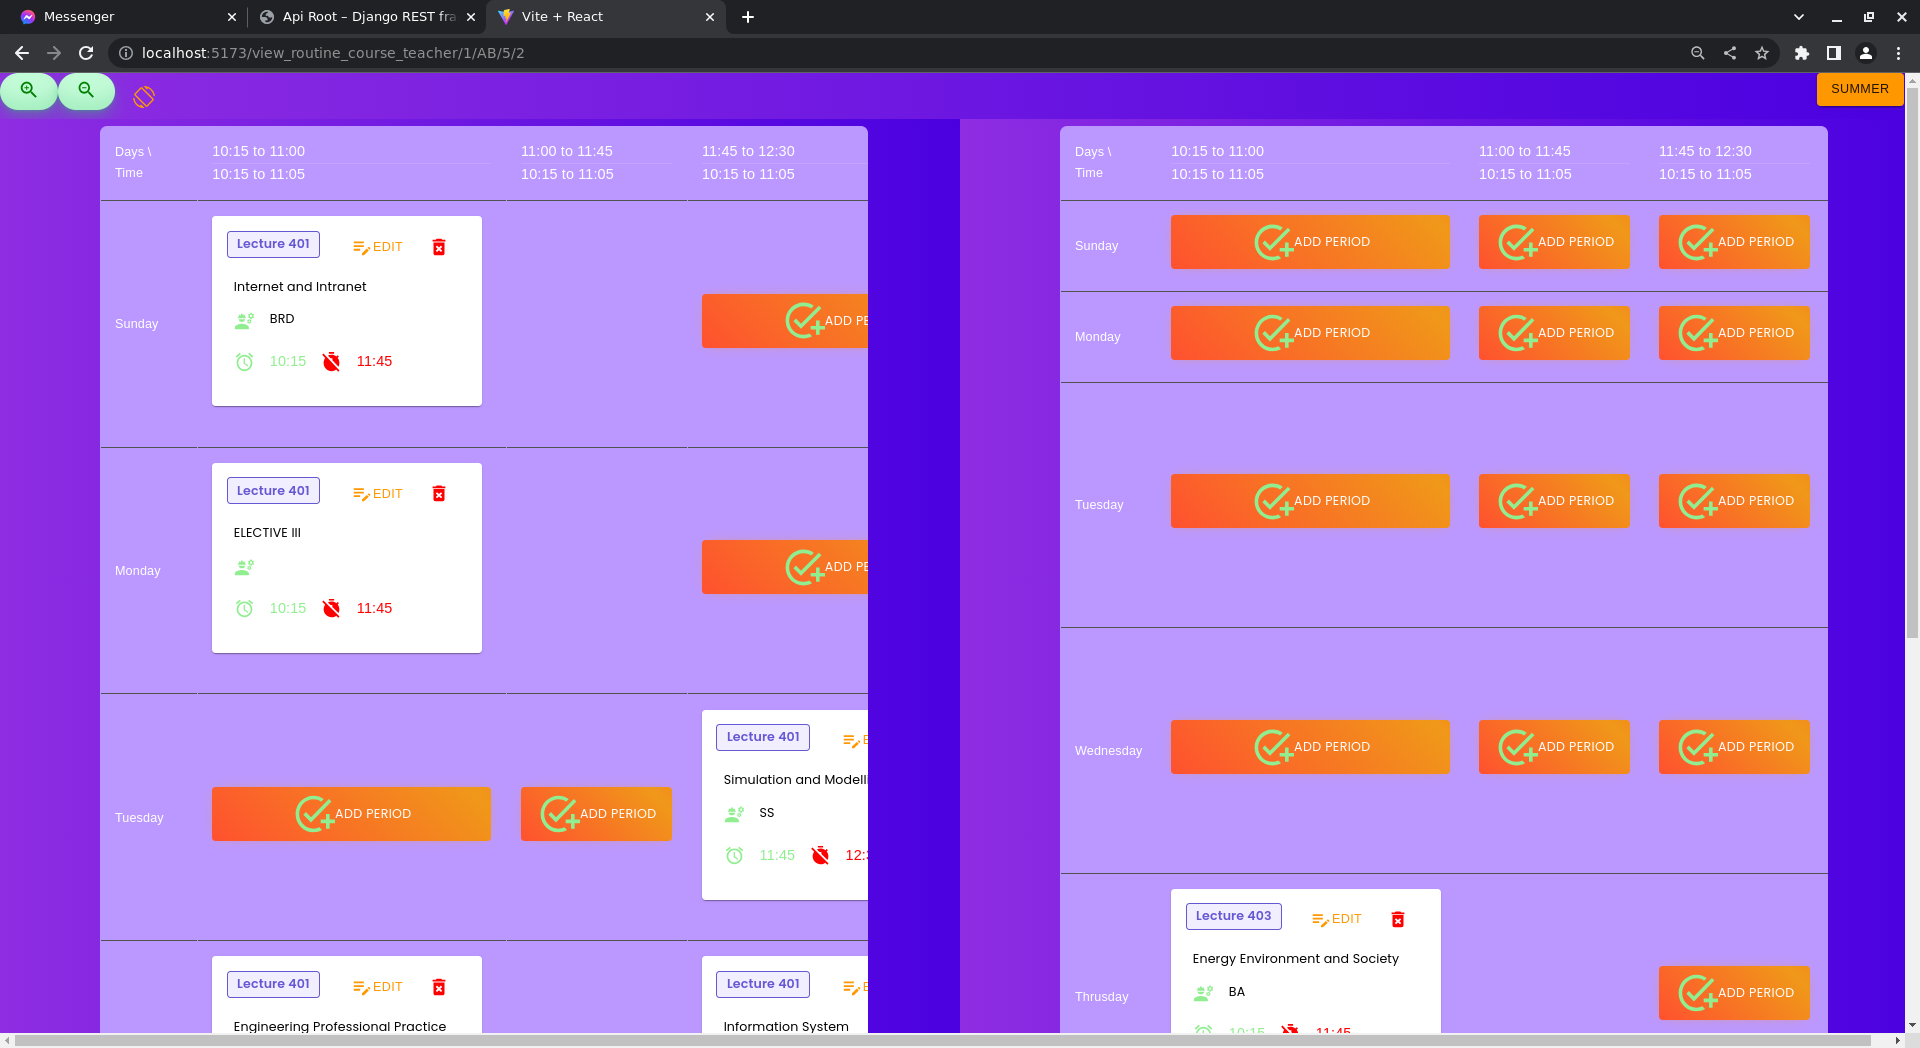 Messenger
Api Root – Django REST fra
Vite + React
localhost:5173/view_routine_course_teacher/1/AB/5/2
SUMMER
Days \ Time
10:15 to 11:00
10:15 to 11:05
11:00 to 11:45
10:15 to 11:05
11:45 to 12:30
10:15 to 11:05
Sunday
Lecture 401
EDIT
Internet and Intranet
BRD
10:15
11:45
ADD PE
Monday
Lecture 401
EDIT
ELECTIVE III
10:15
11:45
ADD PE
Tuesday
ADD PERIOD
ADD PERIOD
Lecture 401
E
Simulation and Modelli
SS
11:45
12:3
Lecture 401
EDIT
Engineering Professional Practice
Lecture 401
E
Information System
Days \ Time
10:15 to 11:00
10:15 to 11:05
11:00 to 11:45
10:15 to 11:05
11:45 to 12:30
10:15 to 11:05
Sunday
ADD PERIOD
ADD PERIOD
ADD PERIOD
Monday
ADD PERIOD
ADD PERIOD
ADD PERIOD
Tuesday
ADD PERIOD
ADD PERIOD
ADD PERIOD
Wednesday
ADD PERIOD
ADD PERIOD
ADD PERIOD
Thrusday
Lecture 403
EDIT
Energy Environment and Society
BA
10:15
11:45
ADD PERIOD